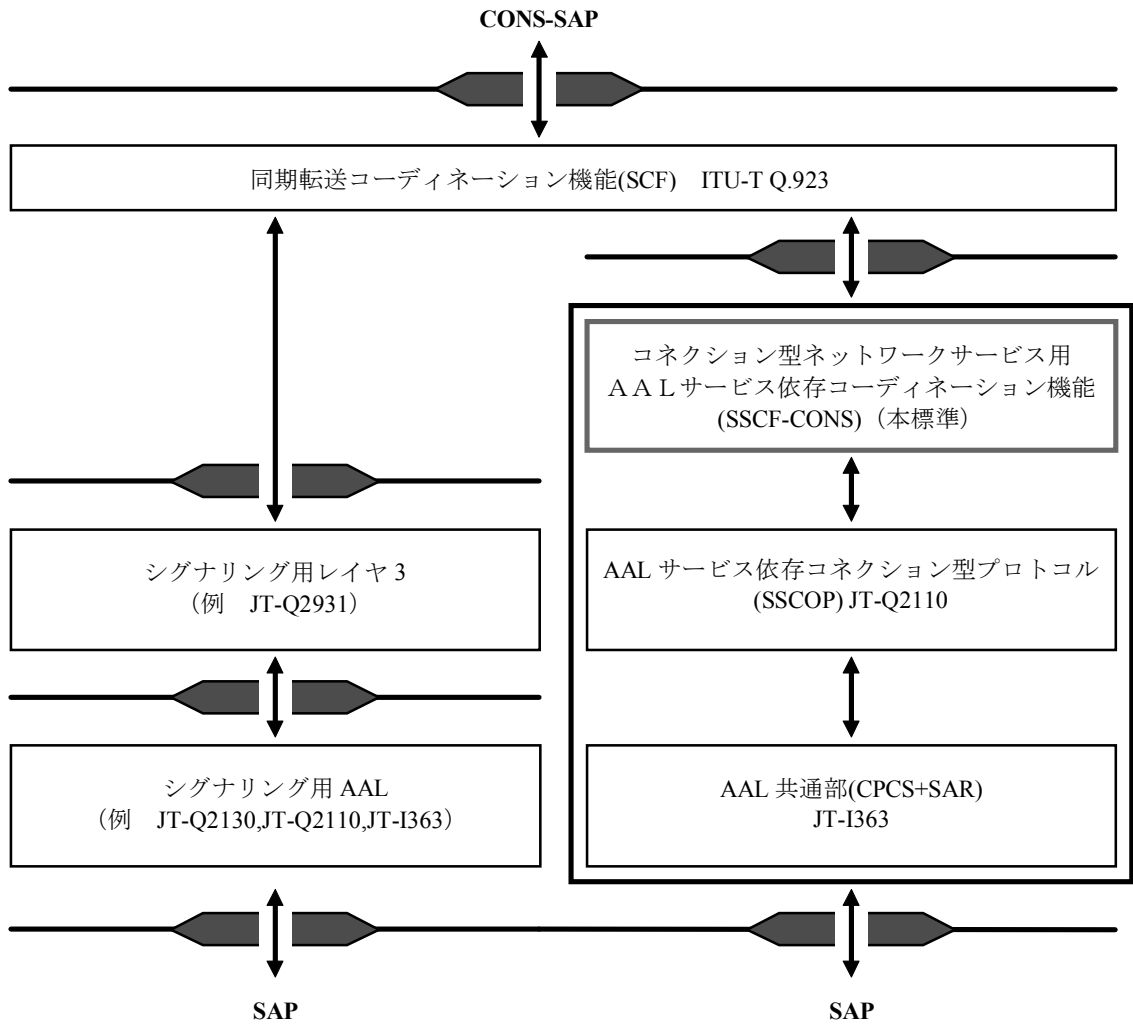 CONS-SAP
同期転送コーディネーション機能(SCF)　ITU-T Q.923
コネクション型ネットワークサービス用
ＡＡＬサービス依存コーディネーション機能
(SSCF-CONS)（本標準）
シグナリング用レイヤ 3
（例　JT-Q2931）
AAL サービス依存コネクション型プロトコル
(SSCOP) JT-Q2110
シグナリング用 AAL
（例　JT-Q2130,JT-Q2110,JT-I363）
AAL 共通部(CPCS+SAR)
JT-I363
SAP
SAP